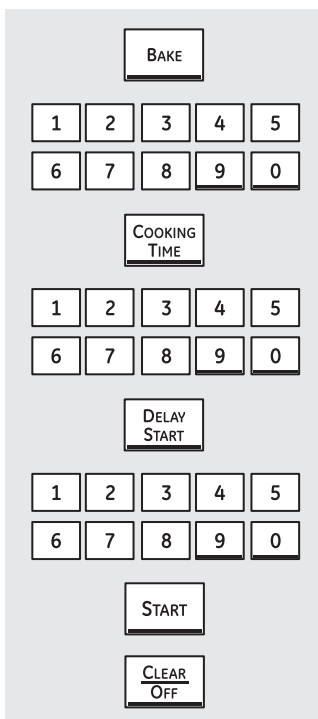 BAKE
1 2 3 4 5
6 7 8 9 0
COOKING
TIME
1 2 3 4 5
6 7 8 9 0
DELAY
START
1 2 3 4 5
6 7 8 9 0
START
CLEAR
OFF